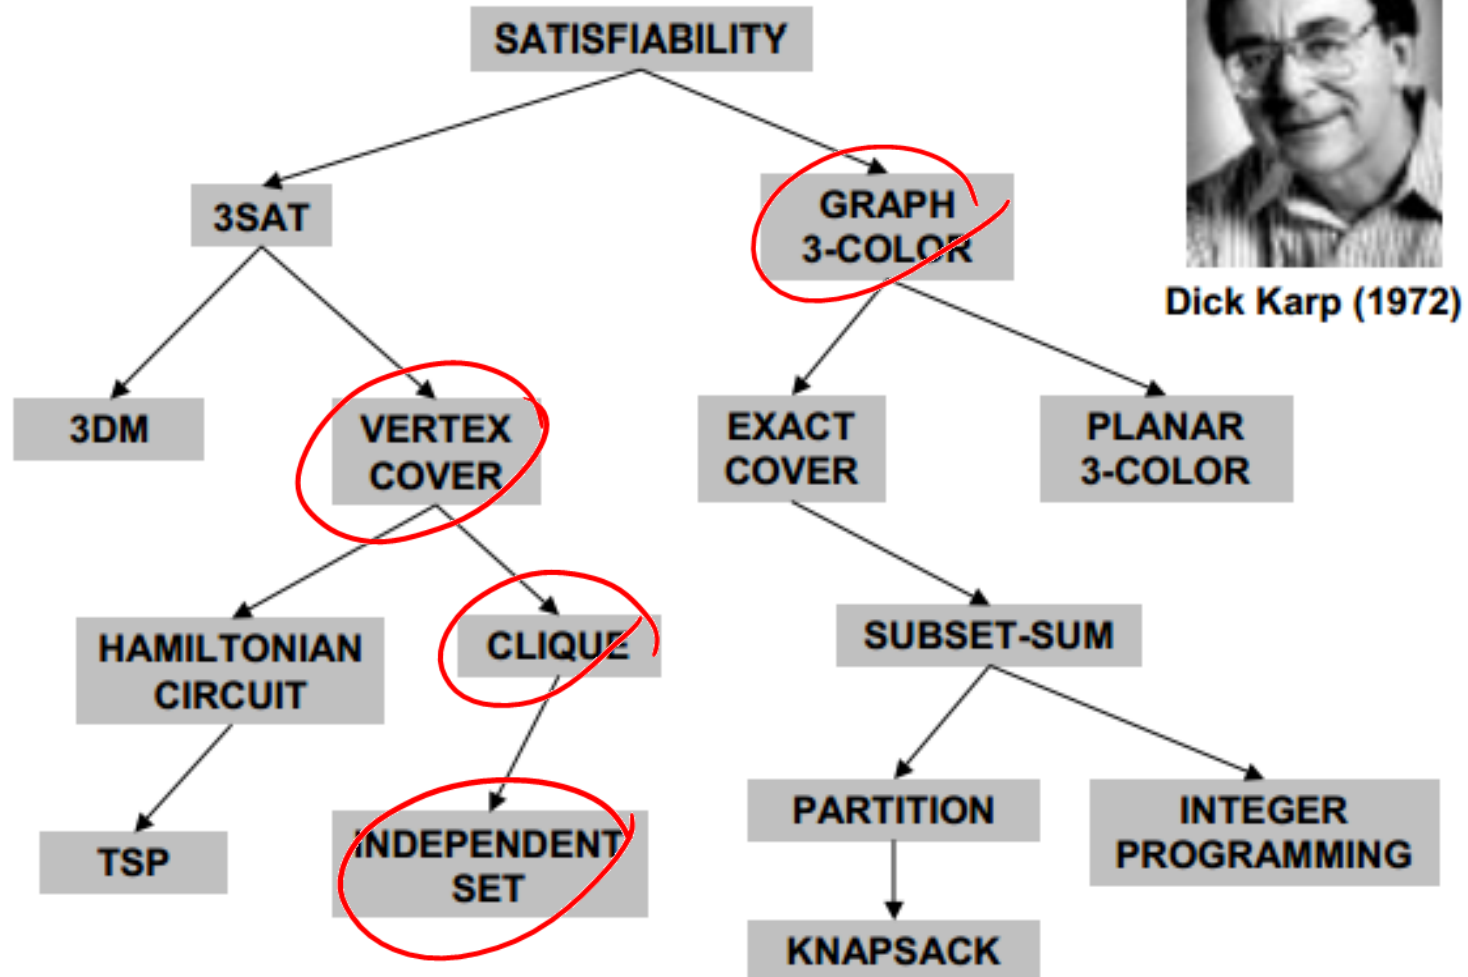 SATISFIABILITY
3SAT
GRAPH
3-COLOR
Dick Karp (1972)
3DM
VERTEX
COVER
EXACT
COVER
PLANAR
3-COLOR
HAMILTONIAN
CIRCUIT
CLIQUE
SUBSET-SUM
TSP
INDEPENDENT
SET
PARTITION
INTEGER
PROGRAMMING
KNAPSACK